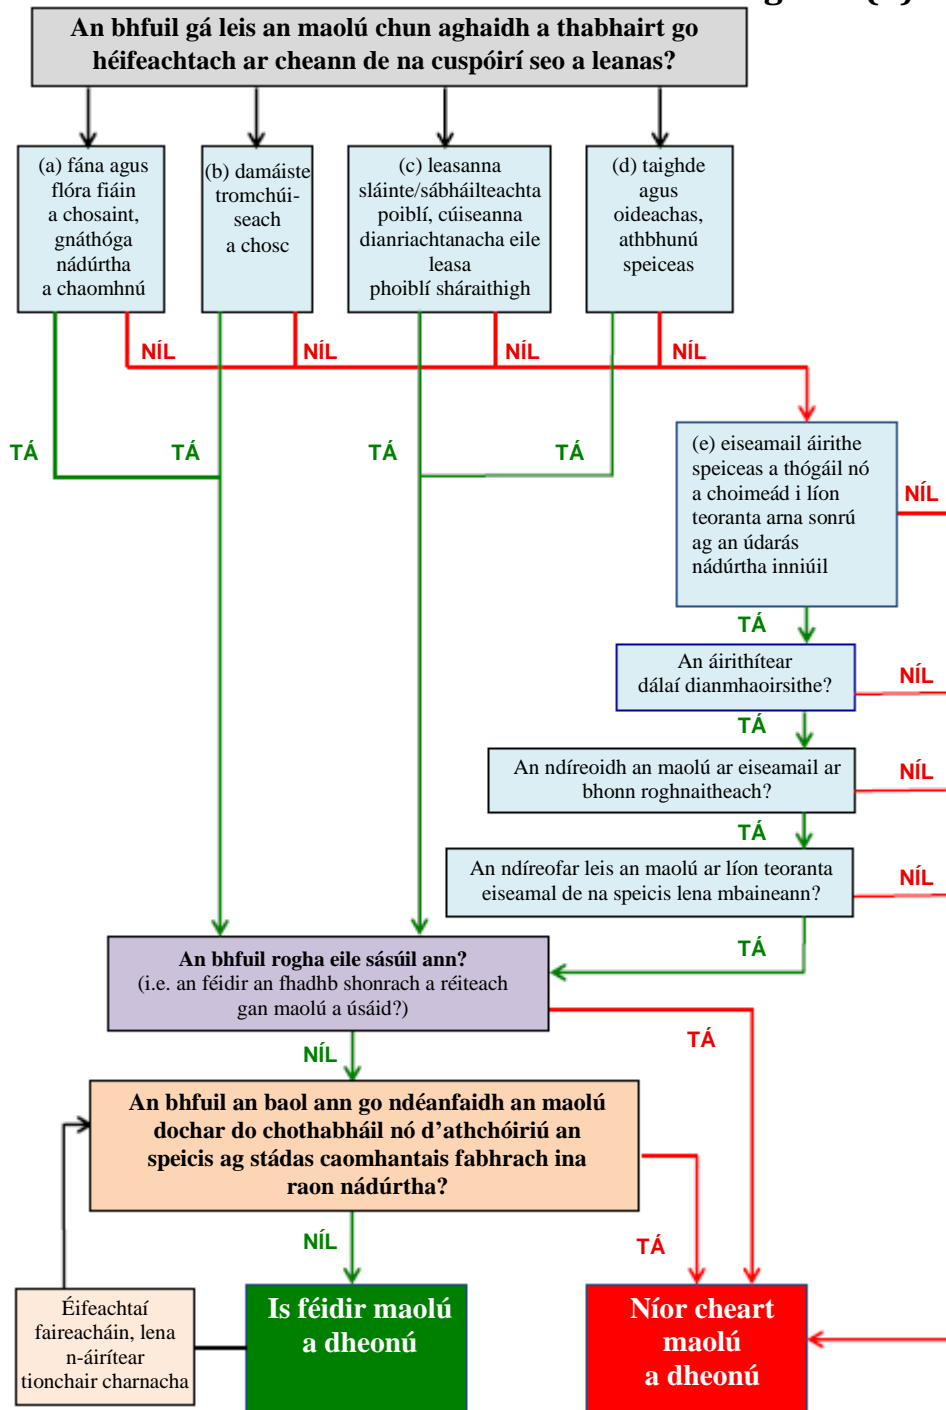 An bhfuil gá leis an maolú chun aghaidh a thabhairt go
héifeachtach ar cheann de na cuspóirí seo a leanas?
(a) fána agus
flóra fiáin
a chosaint,
gnáthóga
nádúrtha
a chaomhnú
(b) damáiste
tromchúi-
seach
a chosc
(c) leasanna
sláinte/sábháilteachta
poiblí, cúiseanna
dianriachtanacha eile
leasa
phoiblí sháraithigh
(d) taighde
agus
oideachas,
athbhunú
speiceas
NÍL
NÍL
NÍL
NÍL
TÁ
TÁ
TÁ
TÁ
(e) eiseamail áirithe
speiceas a thógáil nó
a choimeád i líon
teoranta arna sonrú
ag an údarás
nádúrtha inniúil
NÍL
TÁ
An áirithítear
dálaí dianmhaoirsithe?
NÍL
TÁ
An ndíreoidh an maolú ar eiseamail ar
bhonn roghnaitheach?
NÍL
TÁ
An ndíreofar leis an maolú ar líon teoranta
eiseamal de na speicis lena mbaineann?
NÍL
TÁ
An bhfuil rogha eile sásúil ann?
(i.e. an féidir an fhadhb shonrach a réiteach
gan maolú a úsáid?)
TÁ
NÍL
An bhfuil an baol ann go ndéanfaidh an maolú
dochar do chothabháil nó d'athchóiriú an
speicis ag stádas caomhantais fabhrach ina
raon nádúrtha?
NÍL
TÁ
Éifeachtaí
faireacháin, lena
n-áirítear
tionchair charnacha
Is féidir maolú
a dheonú
Níor cheart
maolú
a dheonú